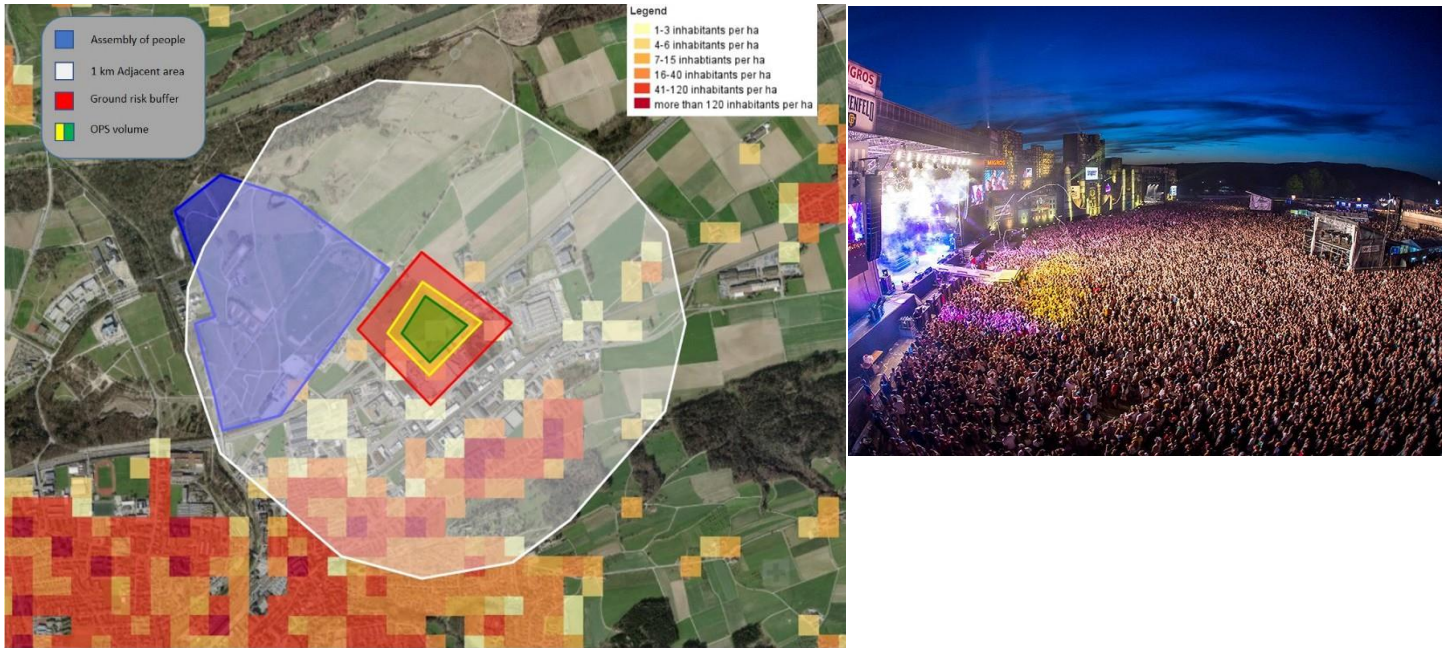 Assembly of people
1 km Adjacent area
Ground risk buffer
OPS volume
Legend
1-3 inhabitants per ha
4-6 inhabitants per ha
7-15 inhabtiants per ha
16-40 inhabitants per ha
41-120 inhabitants per ha
more than 120 inhabitants per ha
MIGROS